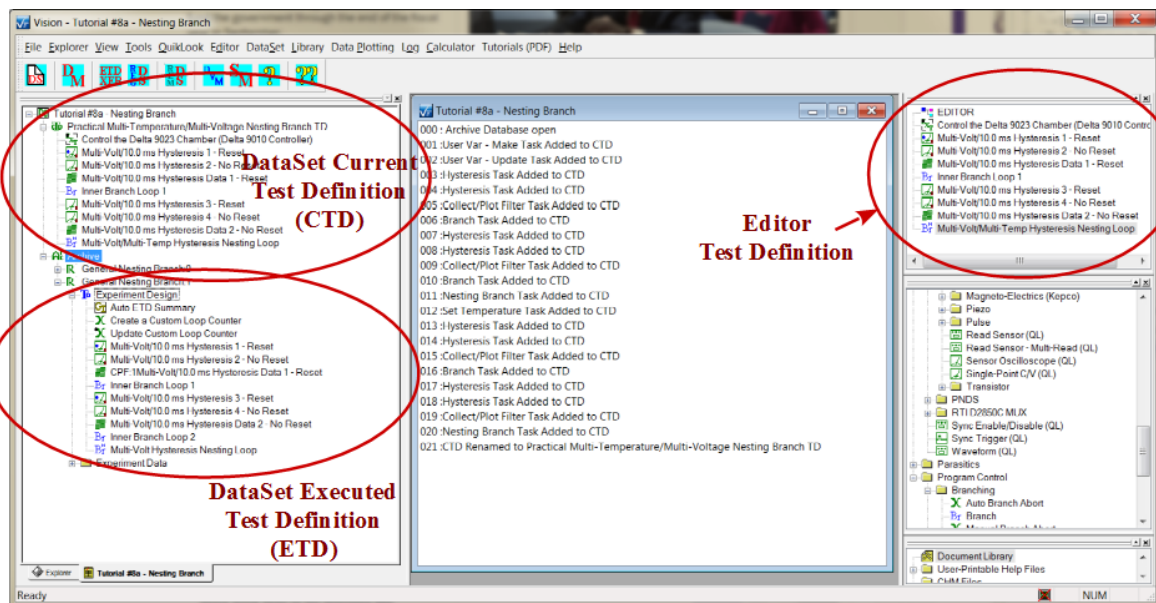 Vision - Tutorial #8a - Nesting Branch
File Explorer View Tools QuikLook Editor DataSet Library Data Plotting Log Calculator Tutorials (PDF) Help
Tutorial #8a - Nesting Branch
Practical Multi-Temperature/Multi-Voltage Nesting Branch TD
Control the Delta 9023 Chamber (Delta 9010 Controller)
Multi-Volt/10.0 ms Hysteresis 1 - Reset
Multi-Volt/10.0 ms Hysteresis 2 - No Reset
Multi-Volt/10.0 ms Hysteresis Data 1 - Reset
Inner Branch Loop 1
Multi-Volt/10.0 ms Hysteresis 3 - Reset
Multi-Volt/10.0 ms Hysteresis 4 - No Reset
Multi-Volt/10.0 ms Hysteresis Data 2 - No Reset
Multi-Volt/Multi-Temp Hysteresis Nesting Loop
Archive
General Nesting Branch 0
General Nesting Branch 1
Experiment Design
Auto ETD Summary
Create a Custom Loop Counter
Update Custom Loop Counter
Multi-Volt/10.0 ms Hysteresis 1 - Reset
Multi-Volt/10.0 ms Hysteresis 2 - No Reset
CPF:1Multi-Volt/10.0 ms Hysteresis Data 1 - Reset
Inner Branch Loop 1
Multi-Volt/10.0 ms Hysteresis 3 - Reset
Multi-Volt/10.0 ms Hysteresis 4 - No Reset
Multi-Volt/10.0 ms Hysteresis Data 2 - No Reset
Inner Branch Loop 2
Multi-Volt Hysteresis Nesting Loop
Experiment Data
DataSet Current
Test Definition
(CTD)
DataSet Executed
Test Definition
(ETD)
Explorer
Tutorial #8a - Nesting Branch
Ready
Tutorial #8a - Nesting Branch
000 : Archive Database open
001 :User Var - Make Task Added to CTD
002 :User Var - Update Task Added to CTD
003 :Hysteresis Task Added to CTD
004 :Hysteresis Task Added to CTD
005 :Collect/Plot Filter Task Added to CTD
006 :Branch Task Added to CTD
007 :Hysteresis Task Added to CTD
008 :Hysteresis Task Added to CTD
009 :Collect/Plot Filter Task Added to CTD
010 :Branch Task Added to CTD
011 :Nesting Branch Task Added to CTD
012 :Set Temperature Task Added to CTD
013 :Hysteresis Task Added to CTD
014 :Hysteresis Task Added to CTD
015 :Collect/Plot Filter Task Added to CTD
016 :Branch Task Added to CTD
017 :Hysteresis Task Added to CTD
018 :Hysteresis Task Added to CTD
019 :Collect/Plot Filter Task Added to CTD
020 :Nesting Branch Task Added to CTD
021 :CTD Renamed to Practical Multi-Temperature/Multi-Voltage Nesting Branch TD
Editor
Test Definition
EDITOR
Control the Delta 9023 Chamber (Delta 9010 Contro
Multi-Volt/10.0 ms Hysteresis 1 - Reset
Multi-Volt/10.0 ms Hysteresis 2 - No Reset
Multi-Volt/10.0 ms Hysteresis Data 1 - Reset
Inner Branch Loop 1
Multi-Volt/10.0 ms Hysteresis 3 - Reset
Multi-Volt/10.0 ms Hysteresis 4 - No Reset
Multi-Volt/10.0 ms Hysteresis Data 2 - No Reset
Multi-Volt/Multi-Temp Hysteresis Nesting Loop
Magneto-Electrics (Kepco)
Piezo
Pulse
Read Sensor (QL)
Read Sensor - Multi-Read (QL)
Sensor Oscilloscope (QL)
Single-Point C/V (QL)
Transistor
PNDS
RTI D2850C MUX
Sync Enable/Disable (QL)
Sync Trigger (QL)
Waveform (QL)
Parasitics
Program Control
Branching
Auto Branch Abort
Branch
Manual Branch Abort
Document Library
User-Printable Help Files
CHM Files
NUM